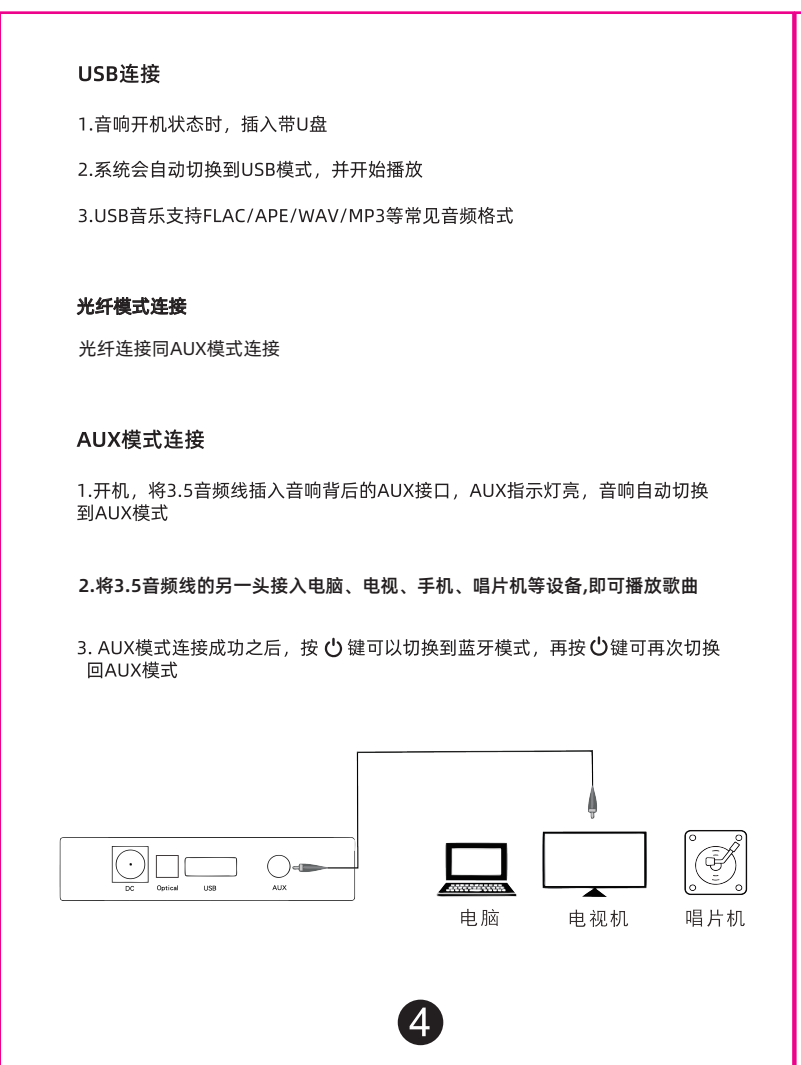 USB连接
1.音响开机状态时，插入带U盘
2.系统会自动切换到USB模式，并开始播放
3.USB音乐支持FLAC/APE/WAV/MP3等常见音频格式
光纤模式连接
光纤连接同AUX模式连接
AUX模式连接
1.开机，将3.5音频线插入音响背后的AUX接口，AUX指示灯亮，音响自动切换
到AUX模式
2.将3.5音频线的另一头接入电脑、电视、手机、唱片机等设备,即可播放歌曲
3. AUX模式连接成功之后，按 键可以切换到蓝牙模式，再按 键可再次切换
回AUX模式
DC Optical USB AUX
电脑 电视机 唱片机
4